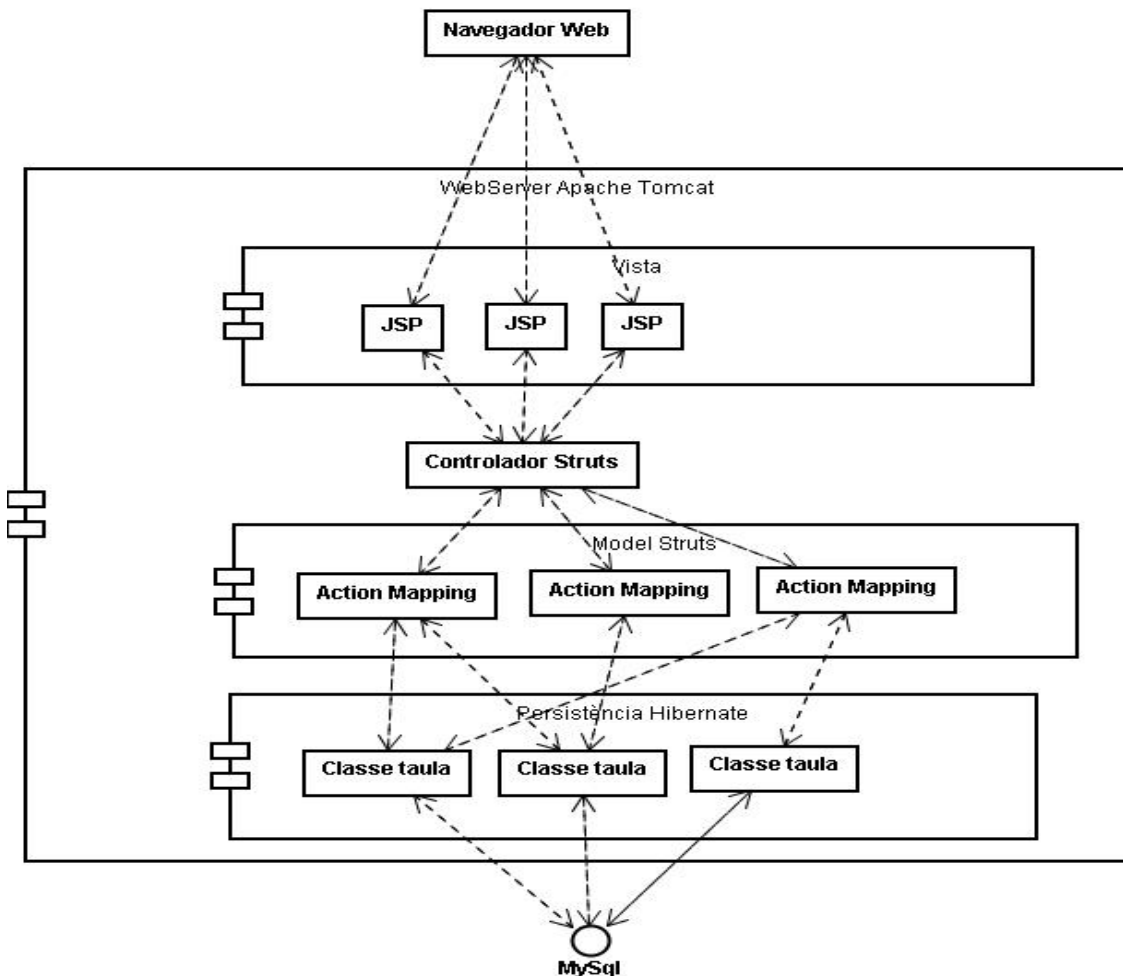 Navegador Web
WebServer Apache Tomcat
Vista
JSP
JSP
JSP
Controlador Struts
Model Struts
Action Mapping
Action Mapping
Action Mapping
Persistència Hibernate
Classe taula
Classe taula
Classe taula
MySql